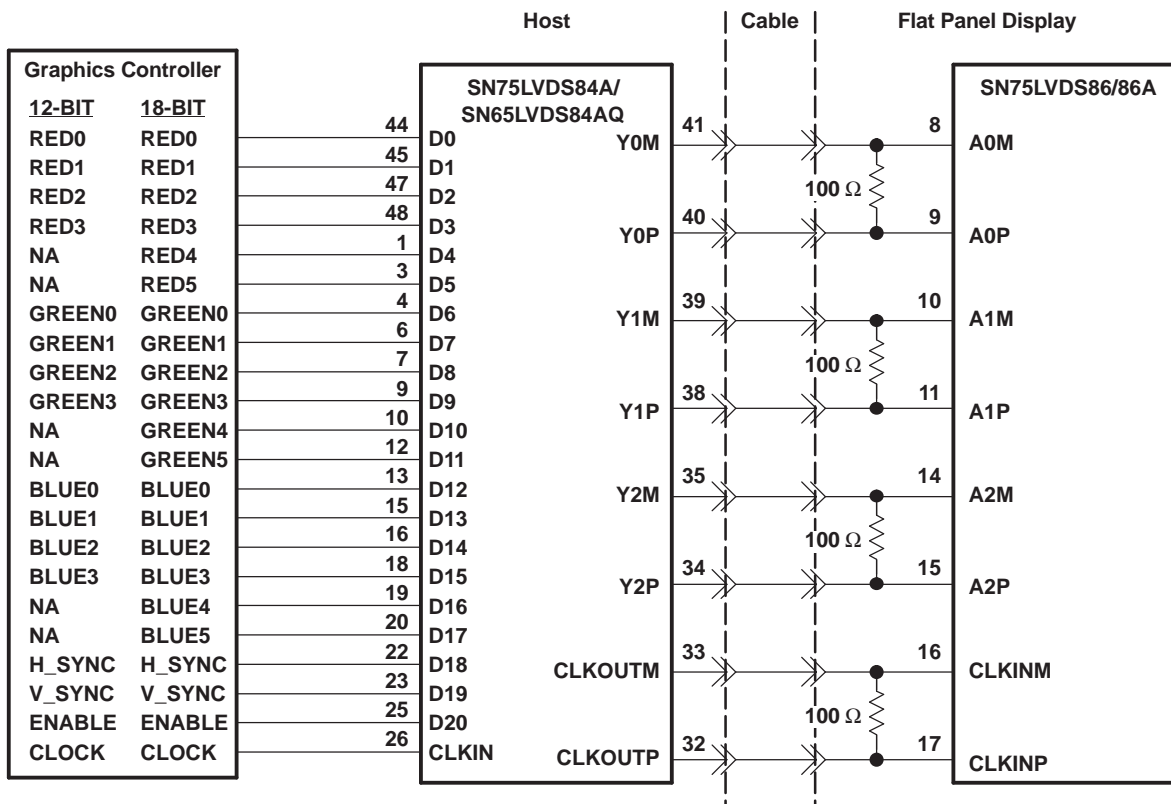 Host Cable Flat Panel Display
Graphics Controller
12-BIT 18-BIT
RED0 RED0
RED1 RED1
RED2 RED2
RED3 RED3
NA RED4
NA RED5
GREEN0 GREEN0
GREEN1 GREEN1
GREEN2 GREEN2
GREEN3 GREEN3
NA GREEN4
NA GREEN5
BLUE0 BLUE0
BLUE1 BLUE1
BLUE2 BLUE2
BLUE3 BLUE3
NA BLUE4
NA BLUE5
H_SYNC H_SYNC
V_SYNC V_SYNC
ENABLE ENABLE
CLOCK CLOCK
SN75LVDS84A/
SN65LVDS84AQ
44 D0
45 D1
47 D2
48 D3
1 D4
3 D5
4 D6
6 D7
7 D8
9 D9
10 D10
12 D11
13 D12
15 D13
16 D14
18 D15
19 D16
20 D17
22 D18
23 D19
25 D20
26 CLKIN
Y0M 41
Y0P 40
Y1M 39
Y1P 38
Y2M 35
Y2P 34
CLKOUTM 33
CLKOUTP 32
100 Ω
100 Ω
100 Ω
100 Ω
SN75LVDS86/86A
8 A0M
9 A0P
10 A1M
11 A1P
14 A2M
15 A2P
16 CLKINM
17 CLKINP